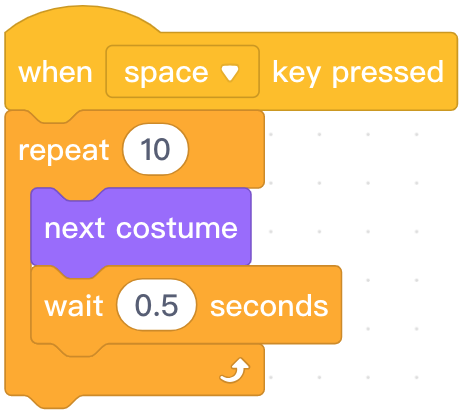 when space key pressed
repeat 10
next costume
wait 0.5 seconds